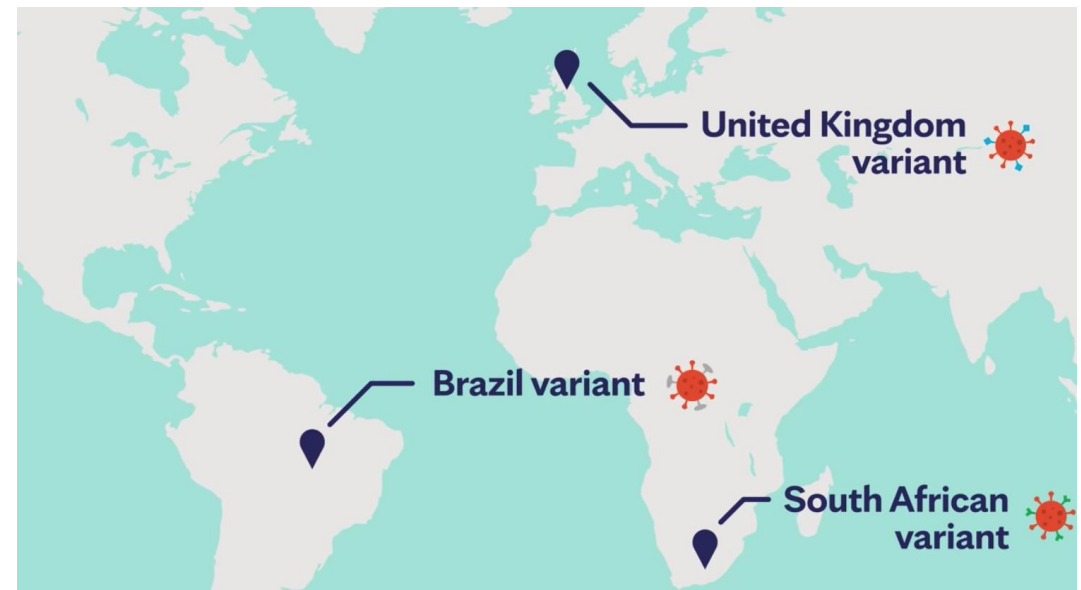 United Kingdom
variant
Brazil variant
South African
variant